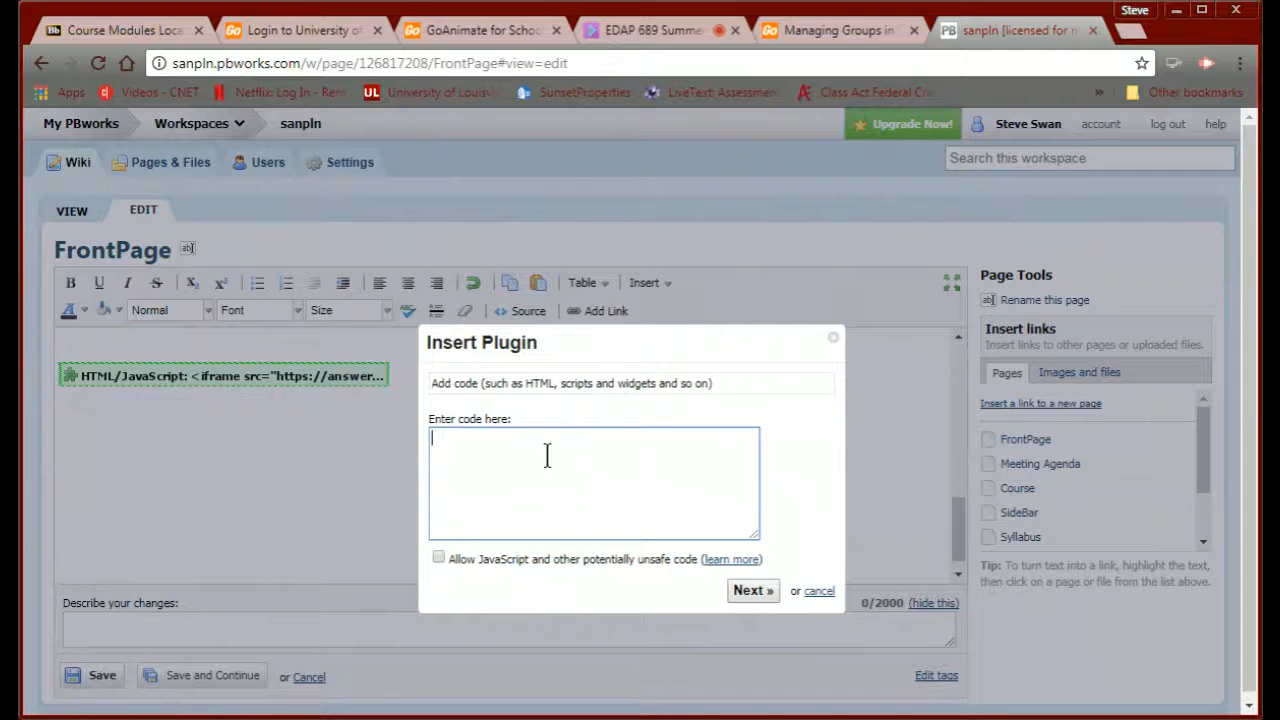 Steve
Course Modules Loca
Login to University of
GoAnimate for Schoo
EDAP 689 Summe
Managing Groups in
sanpln [licensed for n
sanpln.pbworks.com/w/page/126817208/FrontPage#view=edit
Apps
Videos - CNET
Netflix: Log In - Rent
University of Louisvi
SunsetProperties
LiveText: Assessmen
Class Act Federal Cre
»
Other bookmarks
My PBworks
Workspaces
sanpln
Upgrade Now!
Steve Swan
account
log out
help
Wiki
Pages & Files
Users
Settings
Search this workspace
VIEW
EDIT
FrontPage
B U I S X₂ X²
Table
Insert
Normal
Font
Size
Source
Add Link
HTML/JavaScript: <iframe src="https://answer...
Insert Plugin
Add code (such as HTML, scripts and widgets and so on)
Enter code here:
Allow JavaScript and other potentially unsafe code (learn more)
Next »
or cancel
Describe your changes:
0/2000 (hide this)
Save
Save and Continue
or Cancel
Edit tags
Page Tools
Rename this page
Insert links
Insert links to other pages or uploaded files.
Pages
Images and files
Insert a link to a new page
FrontPage
Meeting Agenda
Course
SideBar
Syllabus
Tip: To turn text into a link, highlight the text,
then click on a page or file from the list above.